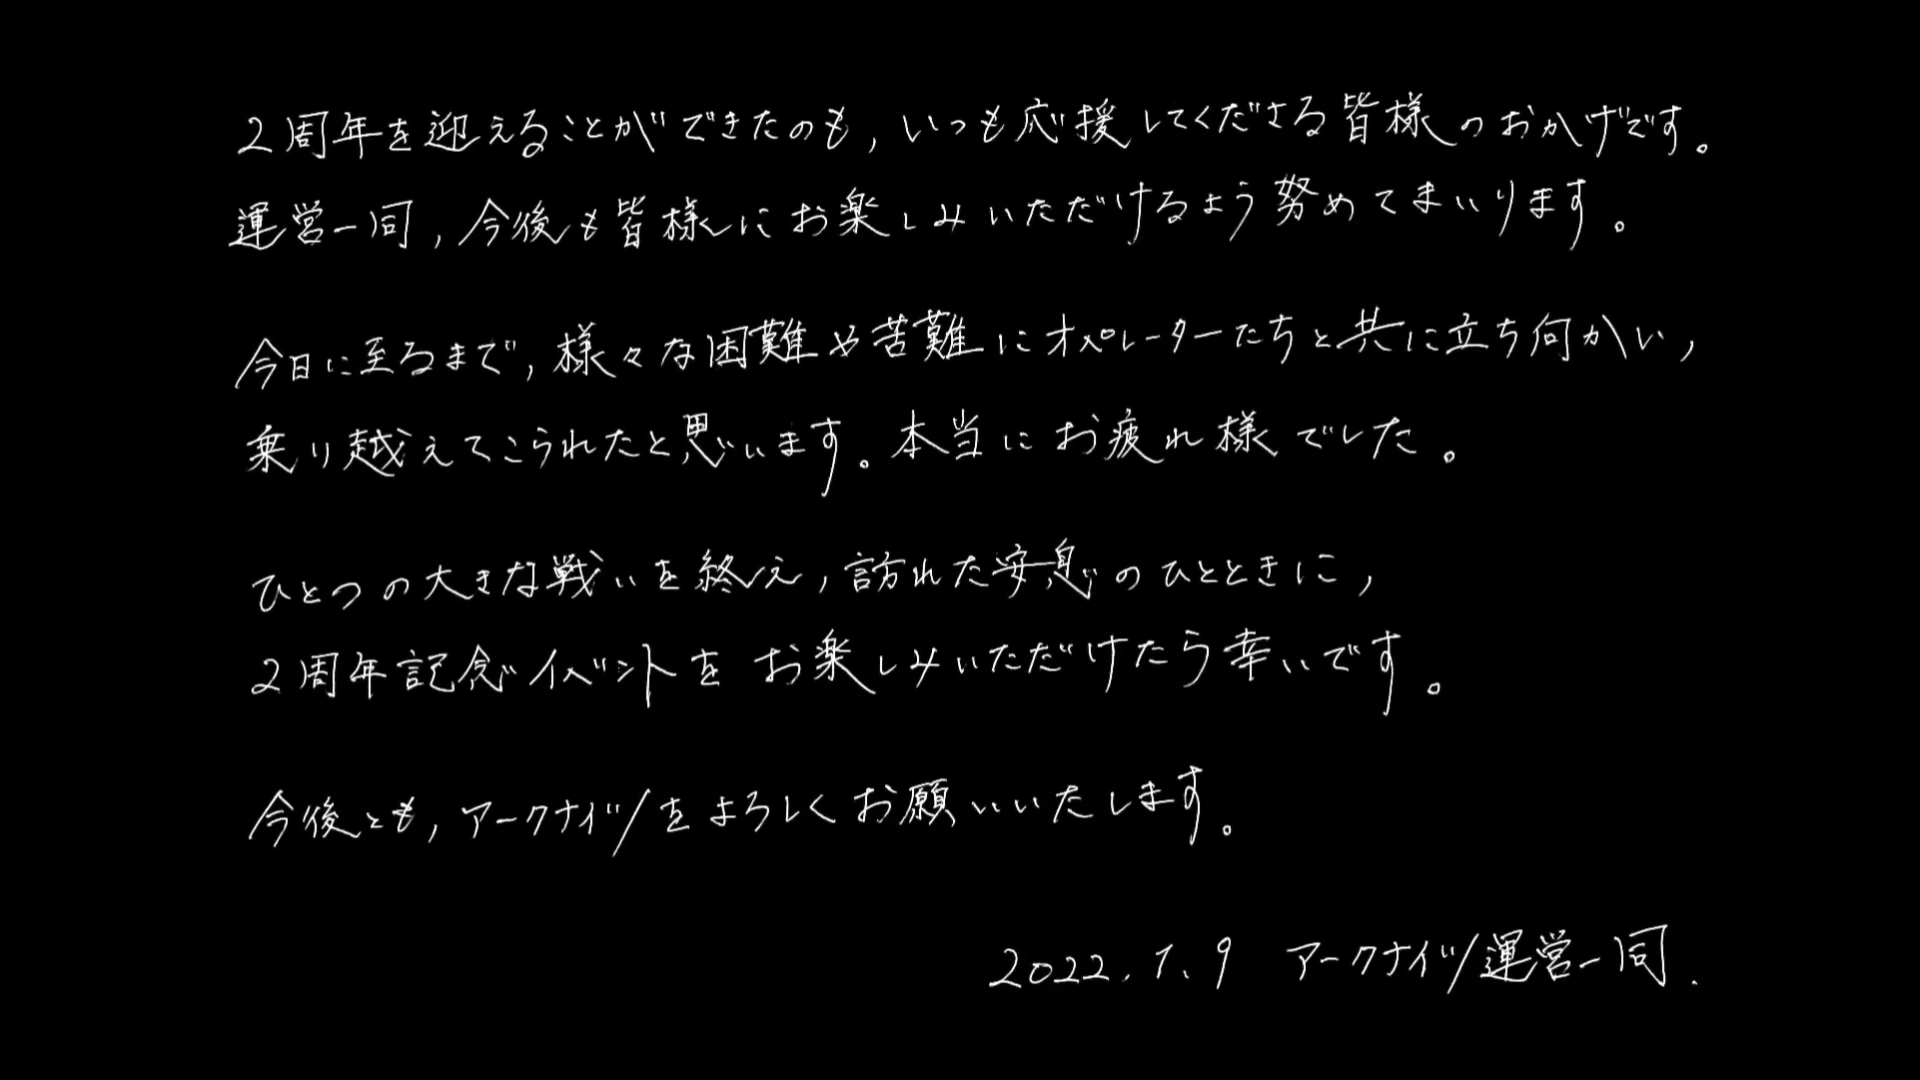 2周年を迎えることができたのも,いつも応援してくださる皆様のおかげです。
運営一同,今後も皆様にお楽しみいただけるよう努めてまいります。
今日に至るまで,様々な困難や苦難にオペレーターたちと共に立ち向かい,
乗り越えてこられたと思います。本当にお疲れ様でした。
ひとつの大きな戦いを終え,訪れた安息のひとときに,
2周年記念イベントをお楽しみいただけたら幸いです。
今後とも,アークナイツをよろしくお願いいたします。
2022.1.9 アークナイツ運営一同.